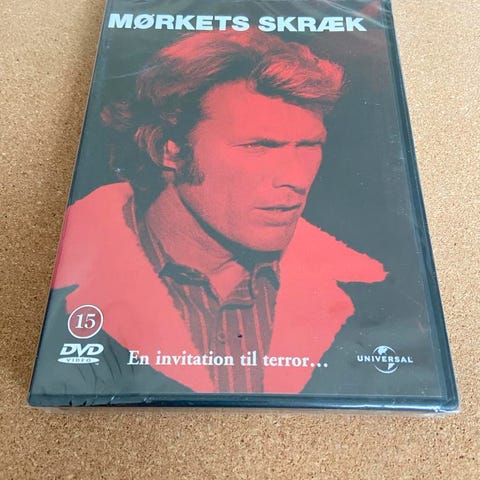 MØRKETS SKRÆK
15
En invitation til terror...
DVD
VIDEO
UNIVERSAL